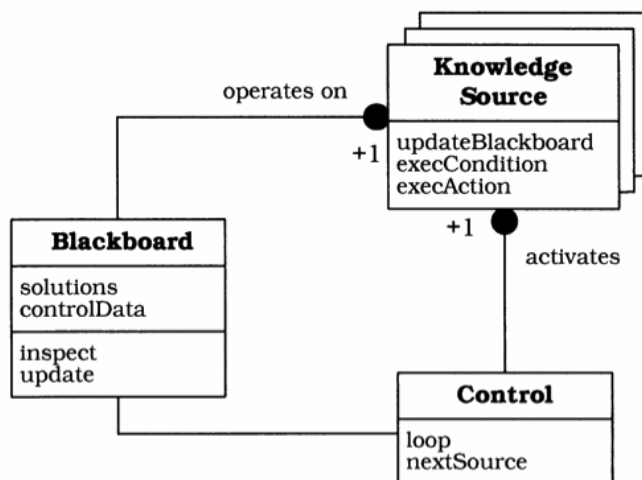 Knowledge
Source
operates on
updateBlackboard
+1
execCondition
execAction
+1
Blackboard
activates
solutions
controlData
inspect
update
Control
loop
nextSource